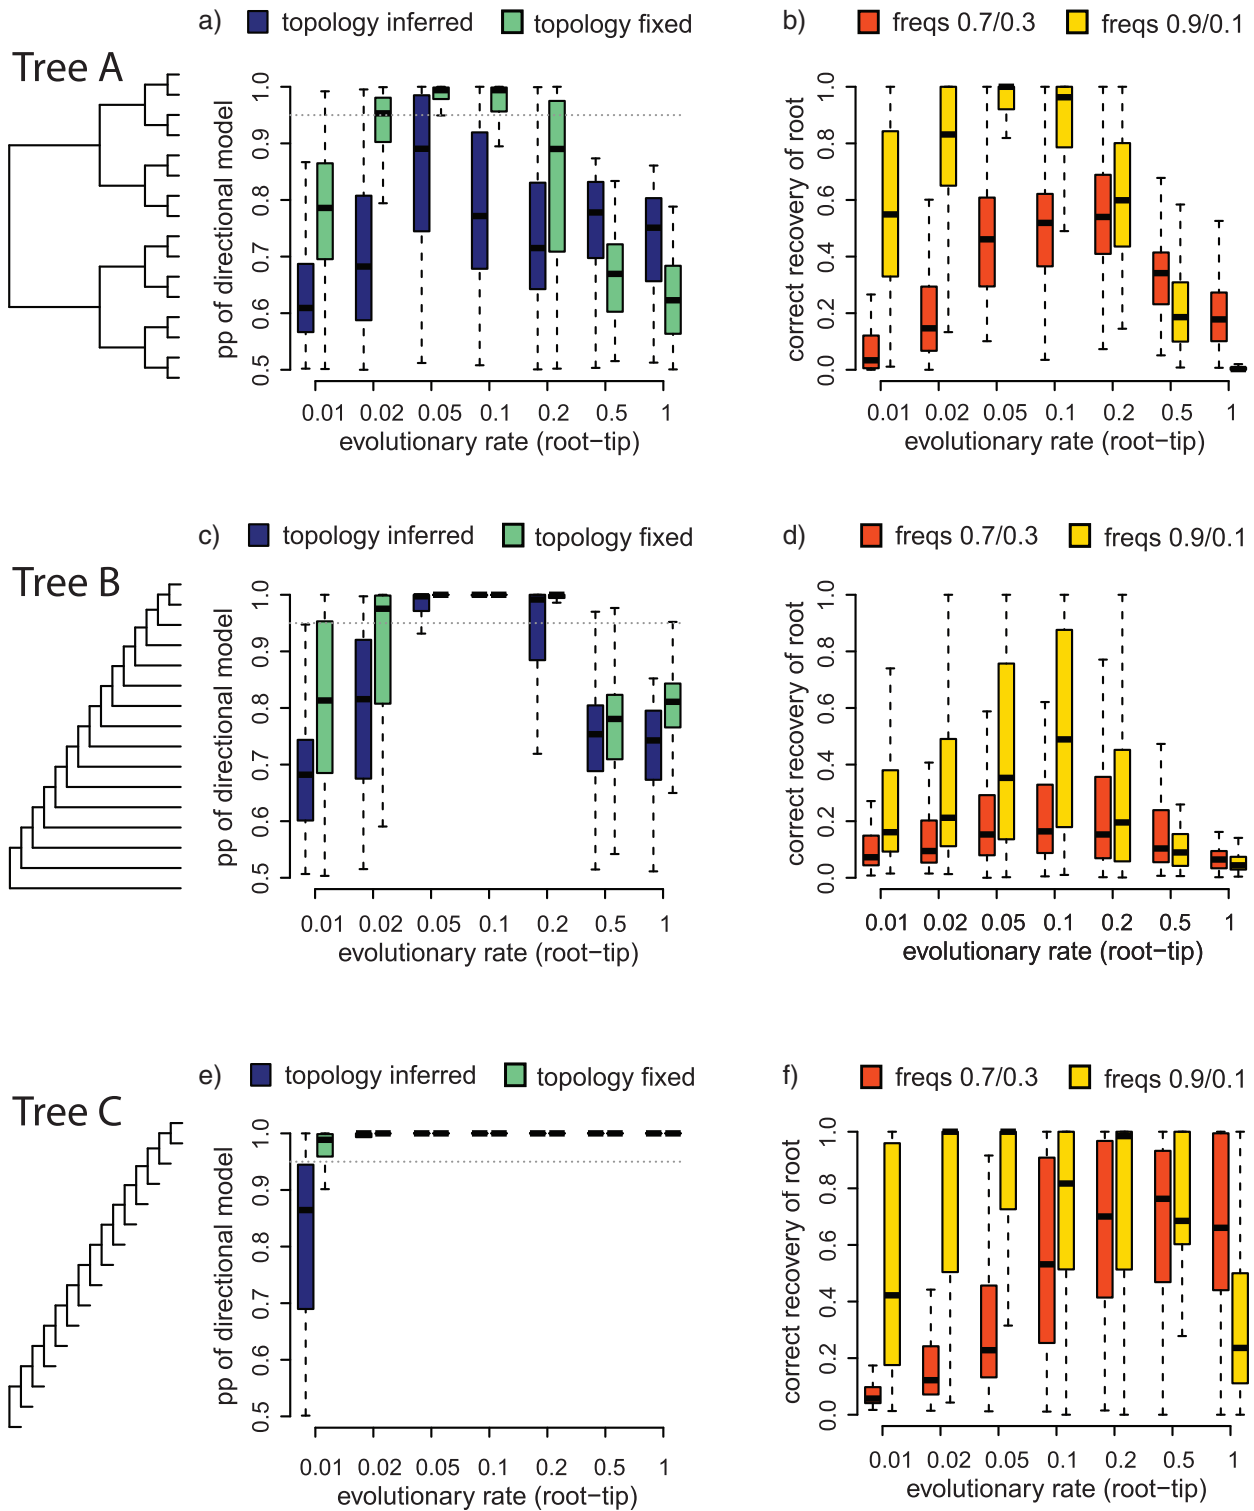 a) topology inferred topology fixed
b) freqs 0.7/0.3 freqs 0.9/0.1
Tree A
pp of directional model
1.0
0.9
0.8
0.7
0.6
0.5
0.01 0.02 0.05 0.1 0.2 0.5 1
evolutionary rate (root−tip)
correct recovery of root
1.0
0.8
0.6
0.4
0.2
0.0
0.01 0.02 0.05 0.1 0.2 0.5 1
evolutionary rate (root−tip)
c) topology inferred topology fixed
d) freqs 0.7/0.3 freqs 0.9/0.1
Tree B
pp of directional model
1.0
0.9
0.8
0.7
0.6
0.5
0.01 0.02 0.05 0.1 0.2 0.5 1
evolutionary rate (root−tip)
correct recovery of root
1.0
0.8
0.6
0.4
0.2
0.0
0.01 0.02 0.05 0.1 0.2 0.5 1
evolutionary rate (root−tip)
e) topology inferred topology fixed
f) freqs 0.7/0.3 freqs 0.9/0.1
Tree C
pp of directional model
1.0
0.9
0.8
0.7
0.6
0.5
0.01 0.02 0.05 0.1 0.2 0.5 1
evolutionary rate (root−tip)
correct recovery of root
1.0
0.8
0.6
0.4
0.2
0.0
0.01 0.02 0.05 0.1 0.2 0.5 1
evolutionary rate (root−tip)